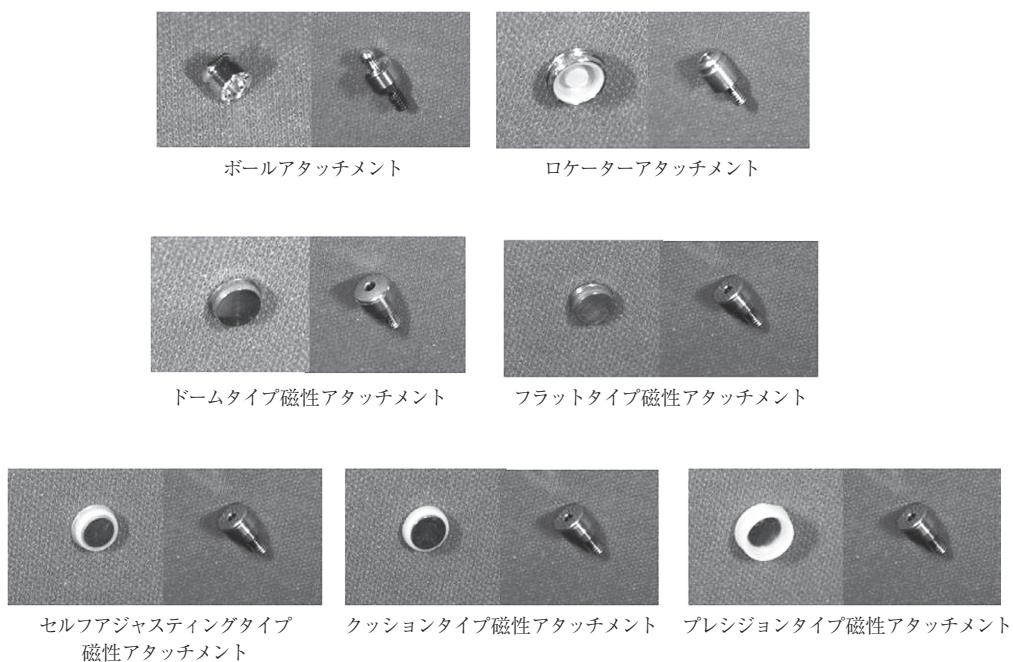 ボールアタッチメント
ロケーターアタッチメント
ドームタイプ磁性アタッチメント
フラットタイプ磁性アタッチメント
セルフアジャスティングタイプ
磁性アタッチメント
クッションタイプ磁性アタッチメント
プレシジョンタイプ磁性アタッチメント